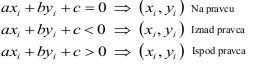 ax_i + by_i + c = 0 ⇒ (x_i, y_i) Na pravcu
ax_i + by_i + c < 0 ⇒ (x_i, y_i) Iznad pravca
ax_i + by_i + c > 0 ⇒ (x_i, y_i) Ispod pravca